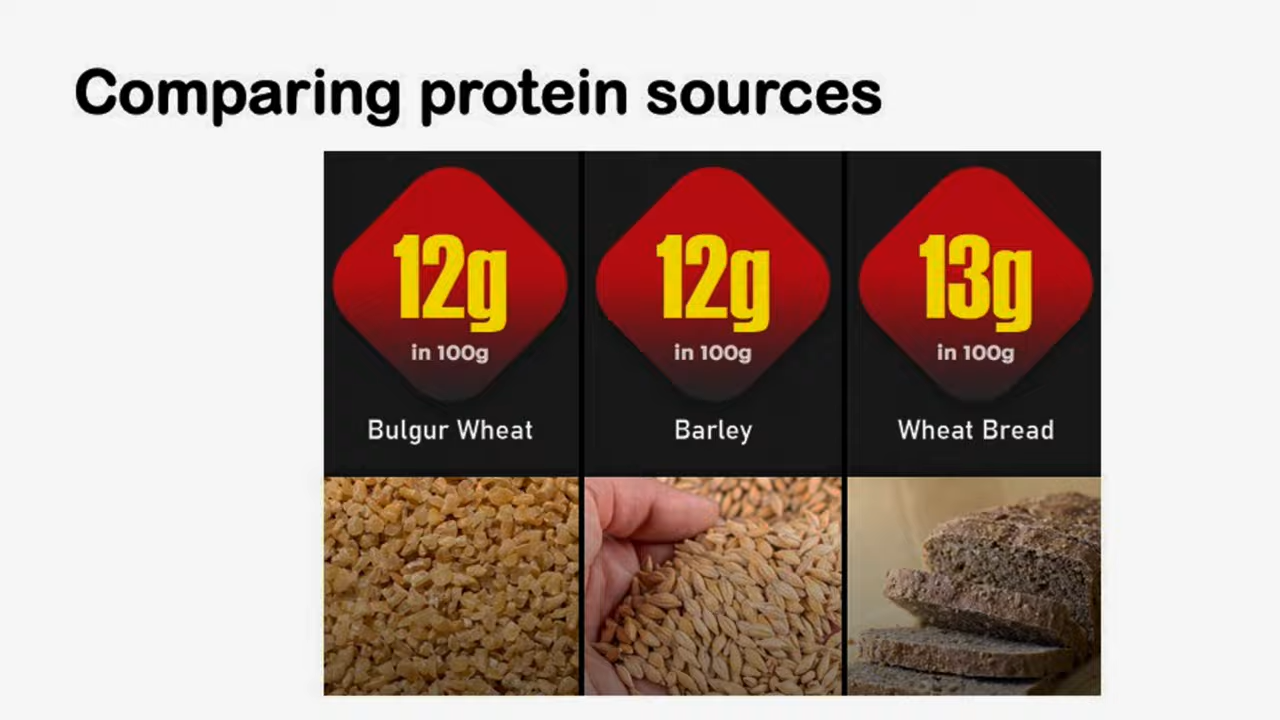 Comparing protein sources
12g
in 100g
Bulgur Wheat
12g
in 100g
Barley
13g
in 100g
Wheat Bread